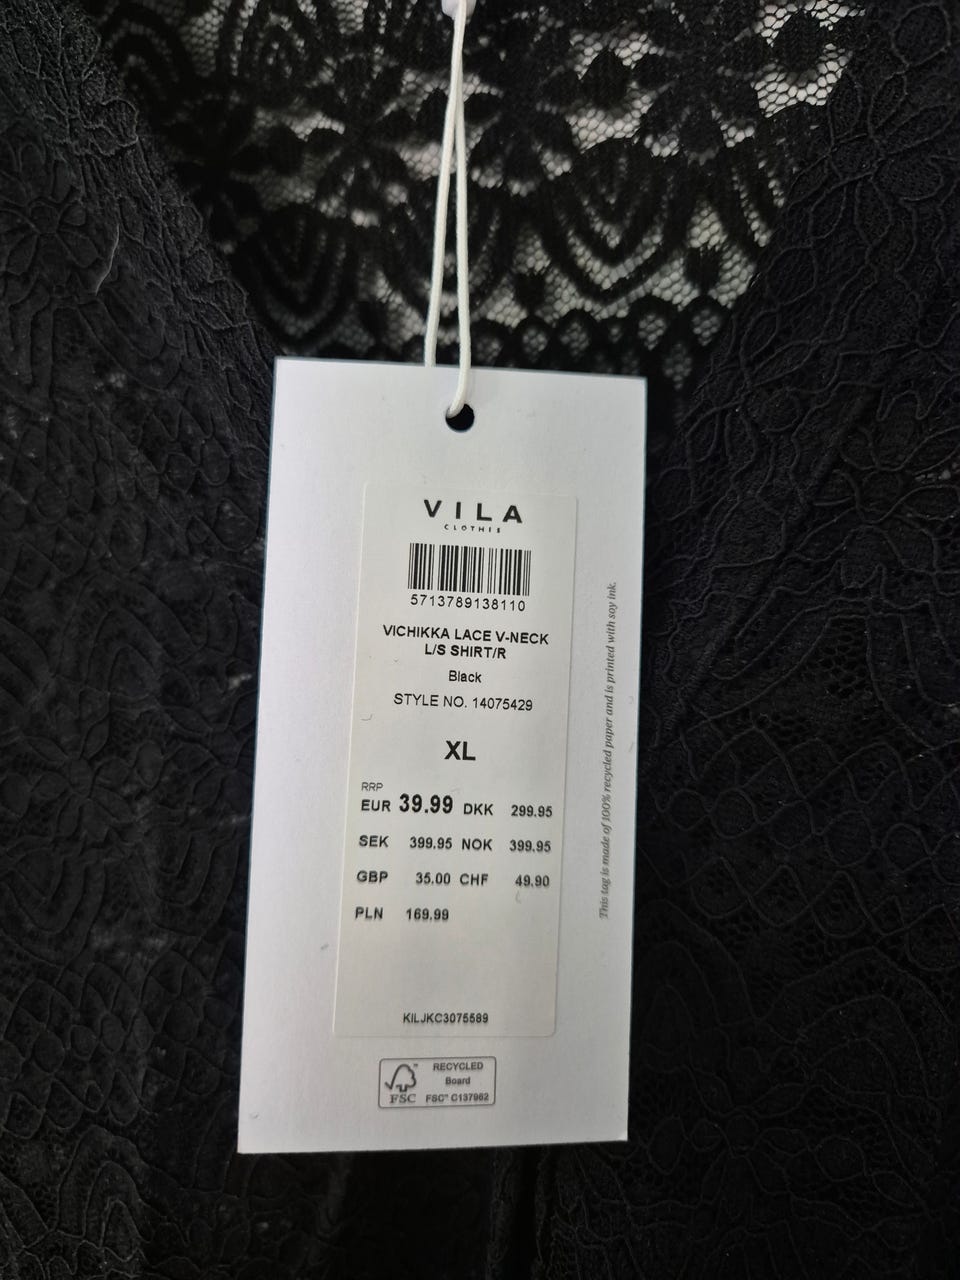 VILA
CLOTHES
5713789138110
VICHIKKA LACE V-NECK
L/S SHIRT/R
Black
STYLE NO. 14075429
XL
RRP
EUR 39.99 DKK 299.95
SEK 399.95 NOK 399.95
GBP 35.00 CHF 49.90
PLN 169.99
KILJKC3075589
FSC
RECYCLED
Board
FSC™ C137962
This tag is made of 100% recycled paper and is printed with soy ink.